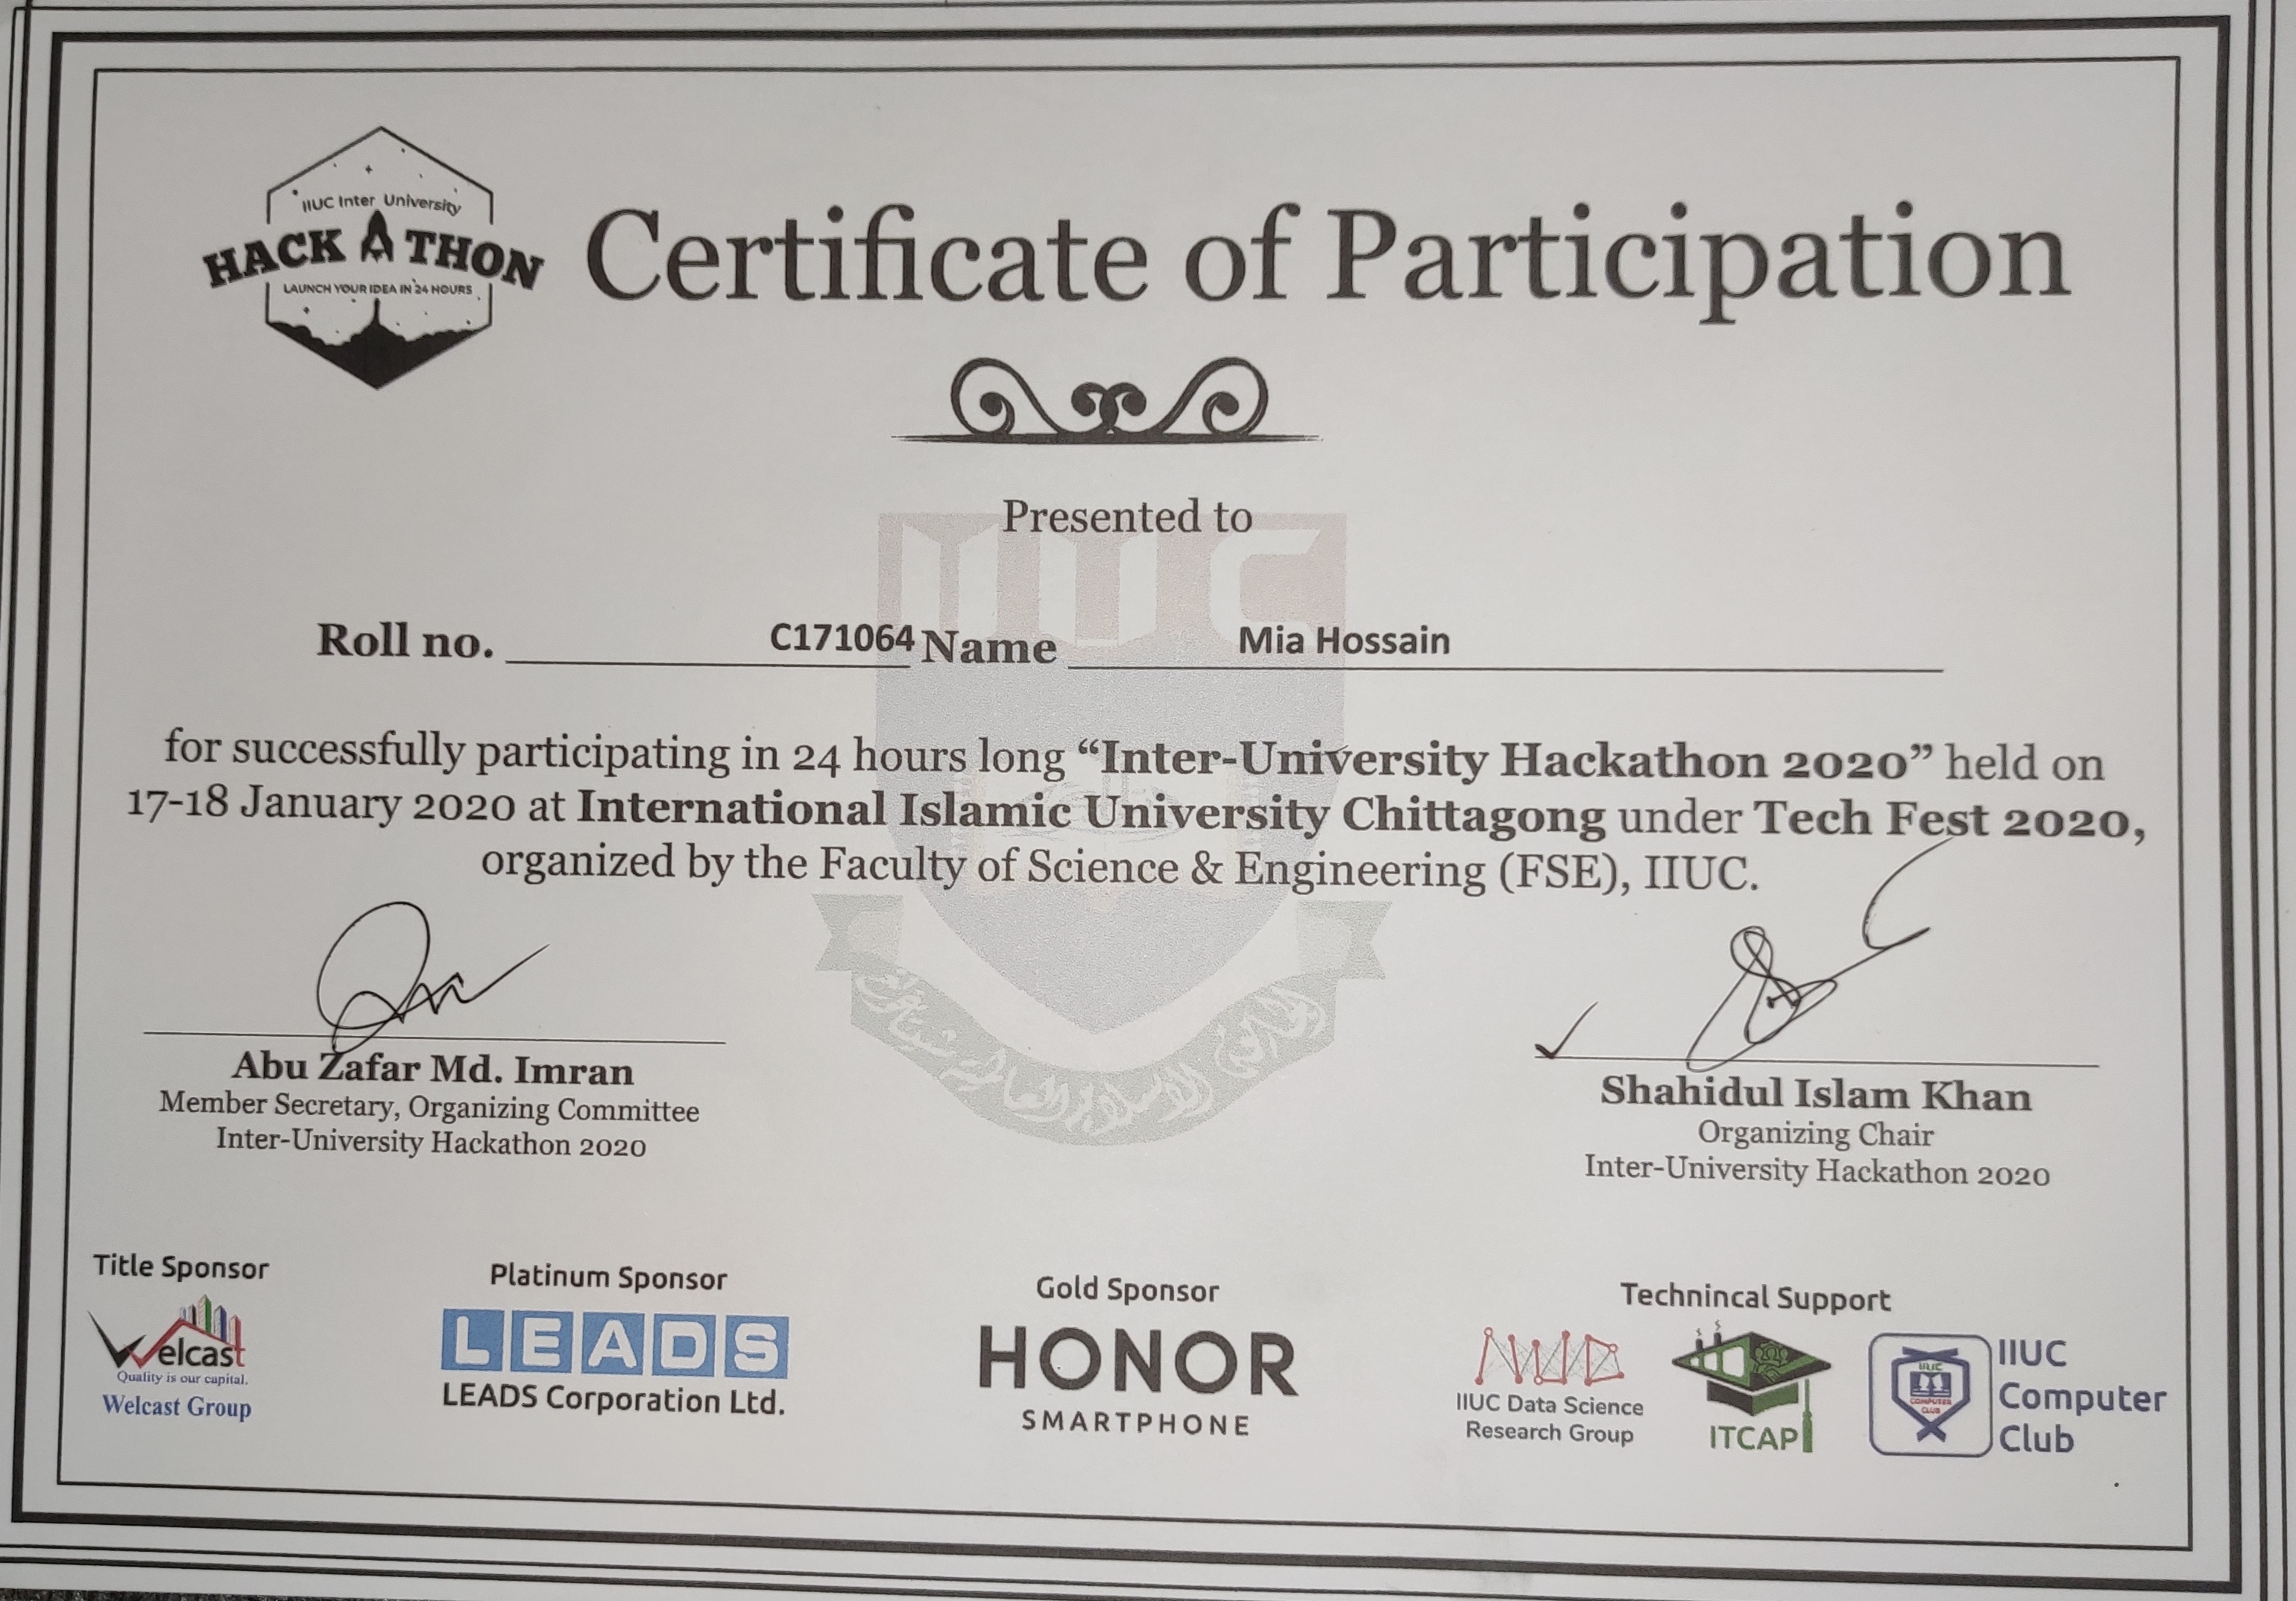 IIUC Inter University
HACKATHON
LAUNCH YOUR IDEA IN 24 HOURS
Certificate of Participation
Presented to
IIUC
Roll no. C171064 Name Mia Hossain
for successfully participating in 24 hours long “Inter-University Hackathon 2020” held on
17-18 January 2020 at International Islamic University Chittagong under Tech Fest 2020,
organized by the Faculty of Science & Engineering (FSE), IIUC.
Abu Zafar Md. Imran
Member Secretary, Organizing Committee
Inter-University Hackathon 2020
Shahidul Islam Khan
Organizing Chair
Inter-University Hackathon 2020
Title Sponsor
Welcast
Quality is our capital.
Welcast Group
Platinum Sponsor
LEADS
LEADS Corporation Ltd.
Gold Sponsor
HONOR
SMARTPHONE
Technincal Support
IIUC Data Science
Research Group
ITCAP
IIUC
COMPUTER
CLUB
IIUC
Computer
Club